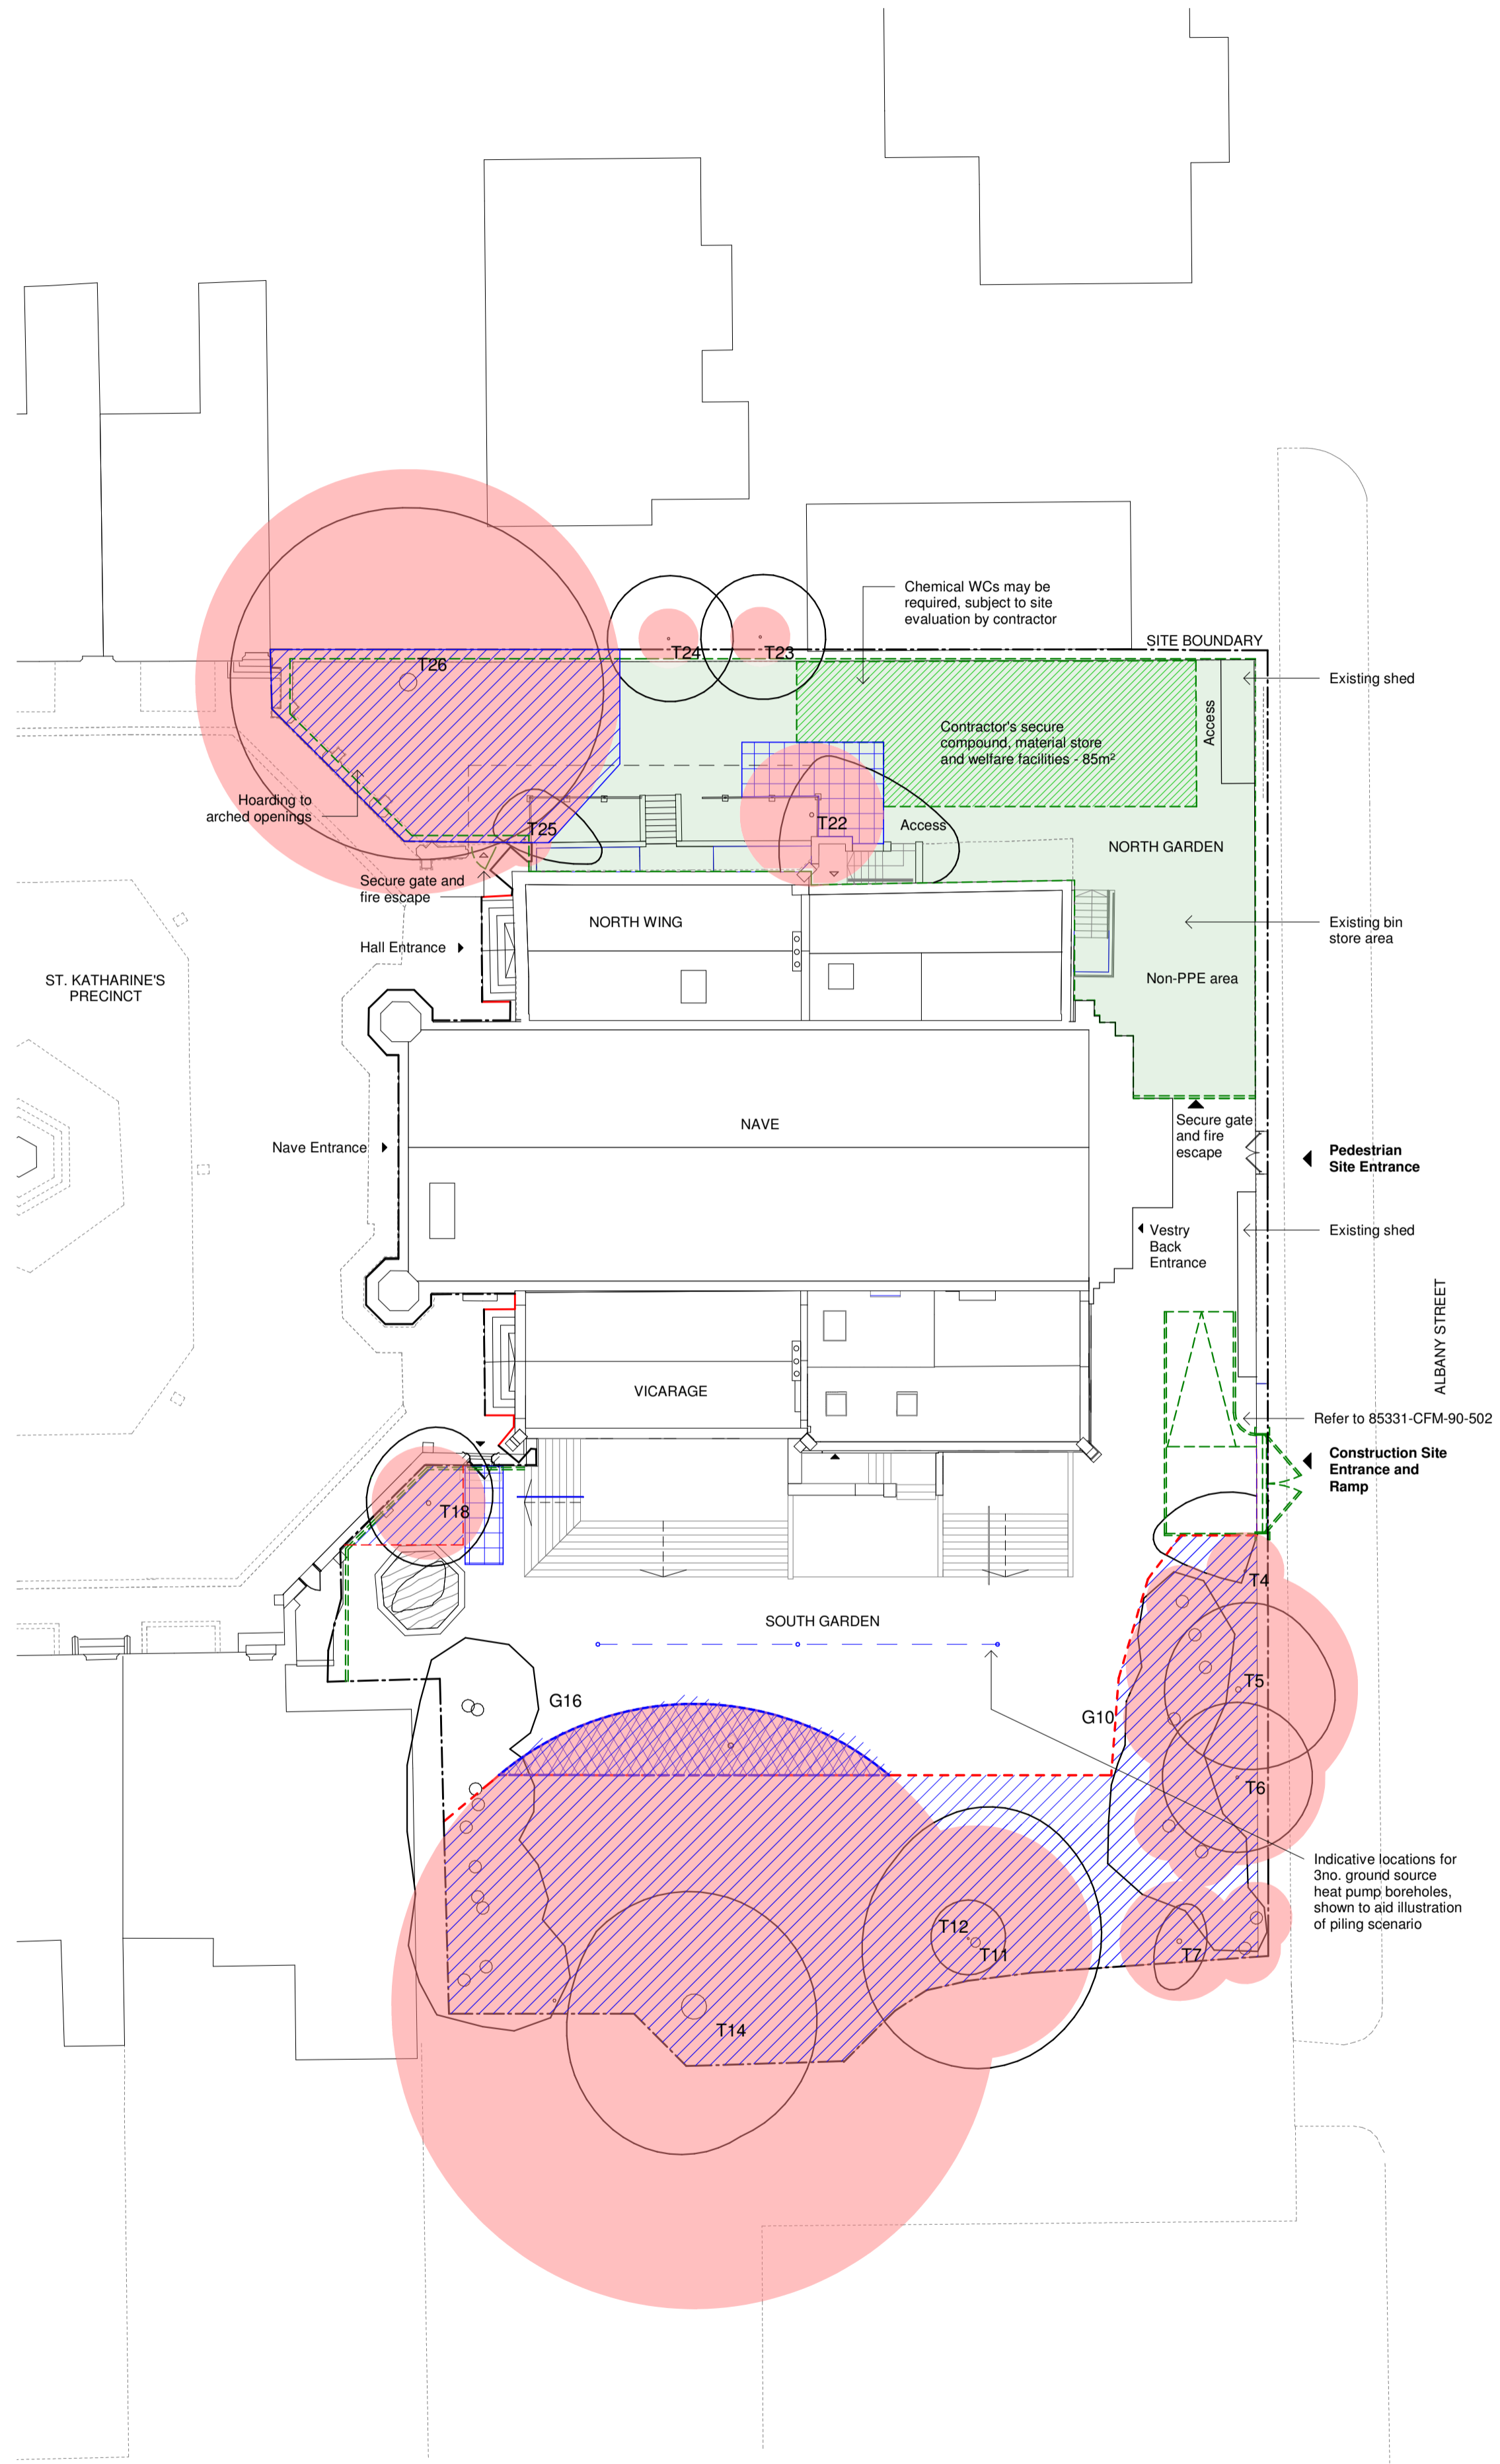 Chemical WCs may be
required, subject to site
evaluation by contractor
SITE BOUNDARY
T24
T23
T26
Existing shed
Access
Contractor's secure
compound, material store
and welfare facilities - 85m²
Hoarding to
arched openings
T25
T22
Access
NORTH GARDEN
Secure gate and
fire escape
NORTH WING
Existing bin
store area
Hall Entrance
ST. KATHARINE'S
PRECINCT
Non-PPE area
NAVE
Secure gate
and fire
escape
Nave Entrance
Pedestrian
Site Entrance
Vestry
Back
Entrance
Existing shed
ALBANY STREET
VICARAGE
Refer to 85331-CFM-90-502
Construction Site
Entrance and
Ramp
T18
T4
SOUTH GARDEN
T5
G16
G10
T6
Indicative locations for
3no. ground source
heat pump boreholes,
shown to aid illustration
of piling scenario
T12
T11
T7
T14